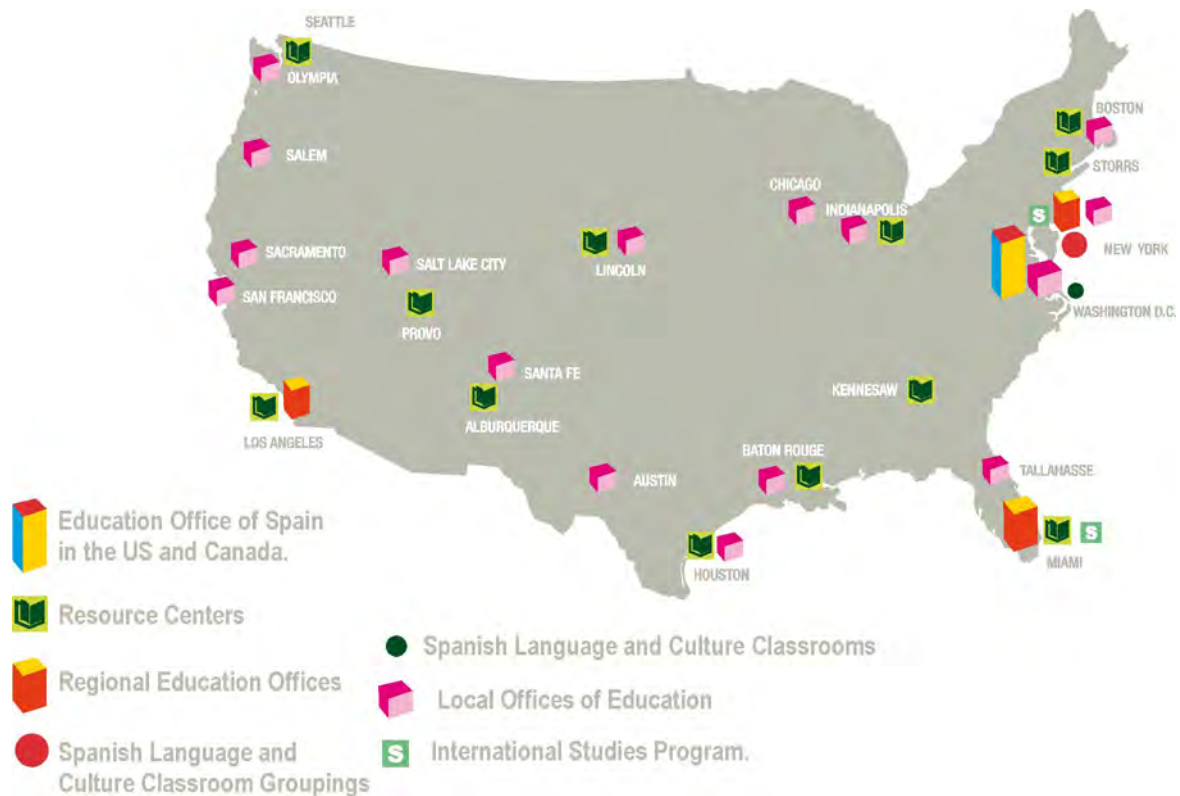 SEATTLE
OLYMPIA
BOSTON
SALEM
STORRS
CHICAGO
INDIANAPOLIS
S
NEW YORK
SACRAMENTO
SALT LAKE CITY
LINCOLN
SAN FRANCISCO
WASHINGTON D.C.
PROVO
SANTA FE
KENNESAW
ALBURQUERQUE
LOS ANGELES
BATON ROUGE
AUSTIN
TALLAHASSE
S
HOUSTON
MIAMI
Education Office of Spain
in the US and Canada.
Resource Centers
Regional Education Offices
Spanish Language and
Culture Classroom Groupings
Spanish Language and Culture Classrooms
Local Offices of Education
S International Studies Program.